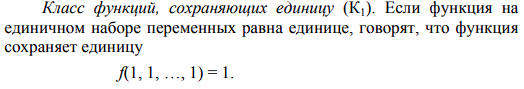 Класс функций, сохраняющих единицу (К₁). Если функция на
единичном наборе переменных равна единице, говорят, что функция
сохраняет единицу
f(1, 1, …, 1) = 1.